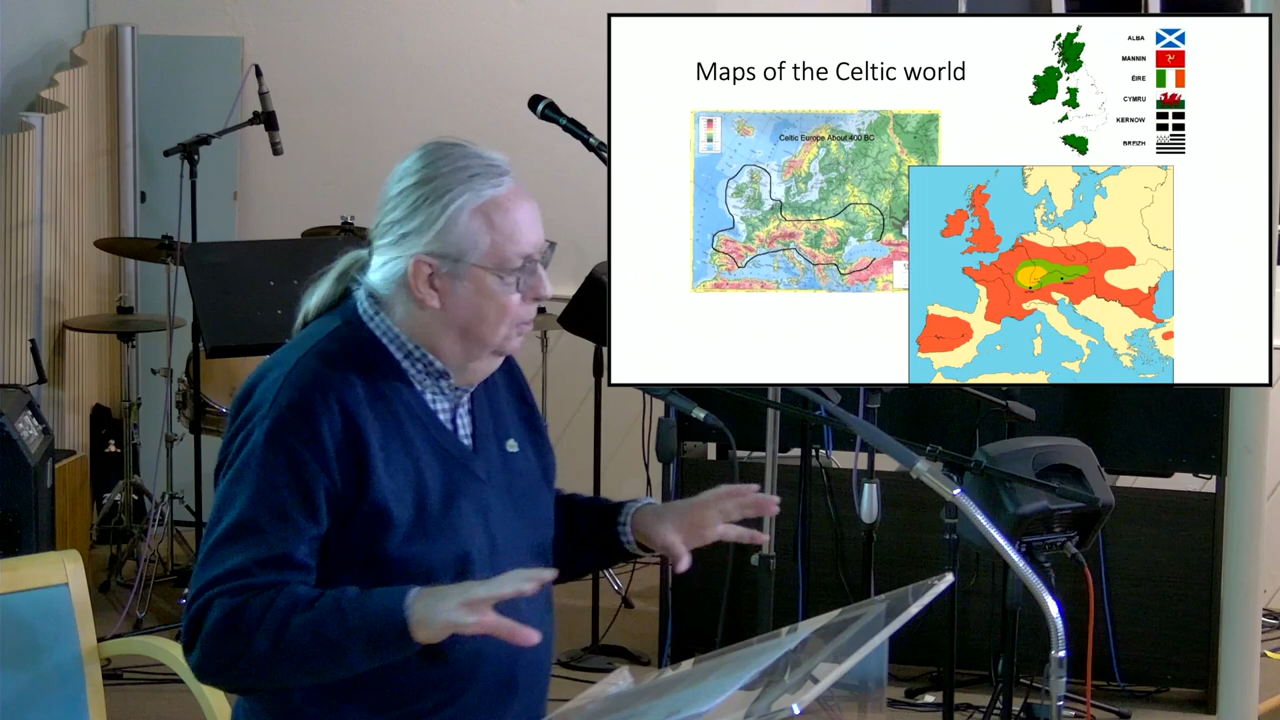 Maps of the Celtic world
Celtic Europe About 400 BC
ALBA
MANNIN
ÉIRE
CYMRU
KERNOW
BREIZH